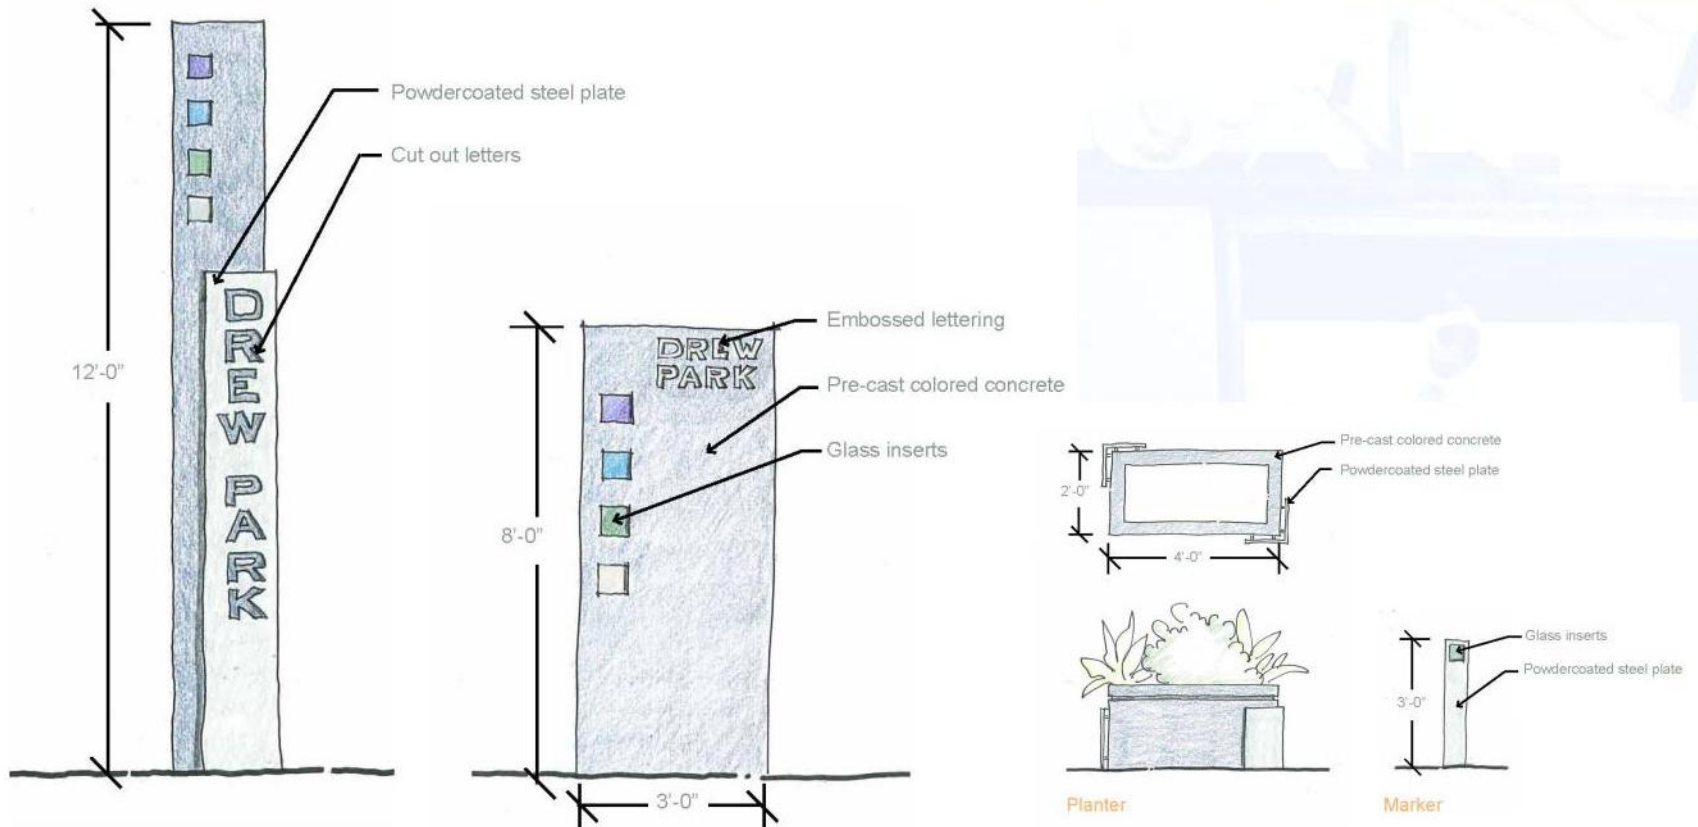 Powdercoated steel plate
Cut out letters
12'-0"
DREW PARK
Embossed lettering
DREW
PARK
Pre-cast colored concrete
Glass inserts
8'-0"
3'-0"
Pre-cast colored concrete
Powdercoated steel plate
2'-0"
4'-0"
Planter
Glass inserts
Powdercoated steel plate
3'-0"
Marker